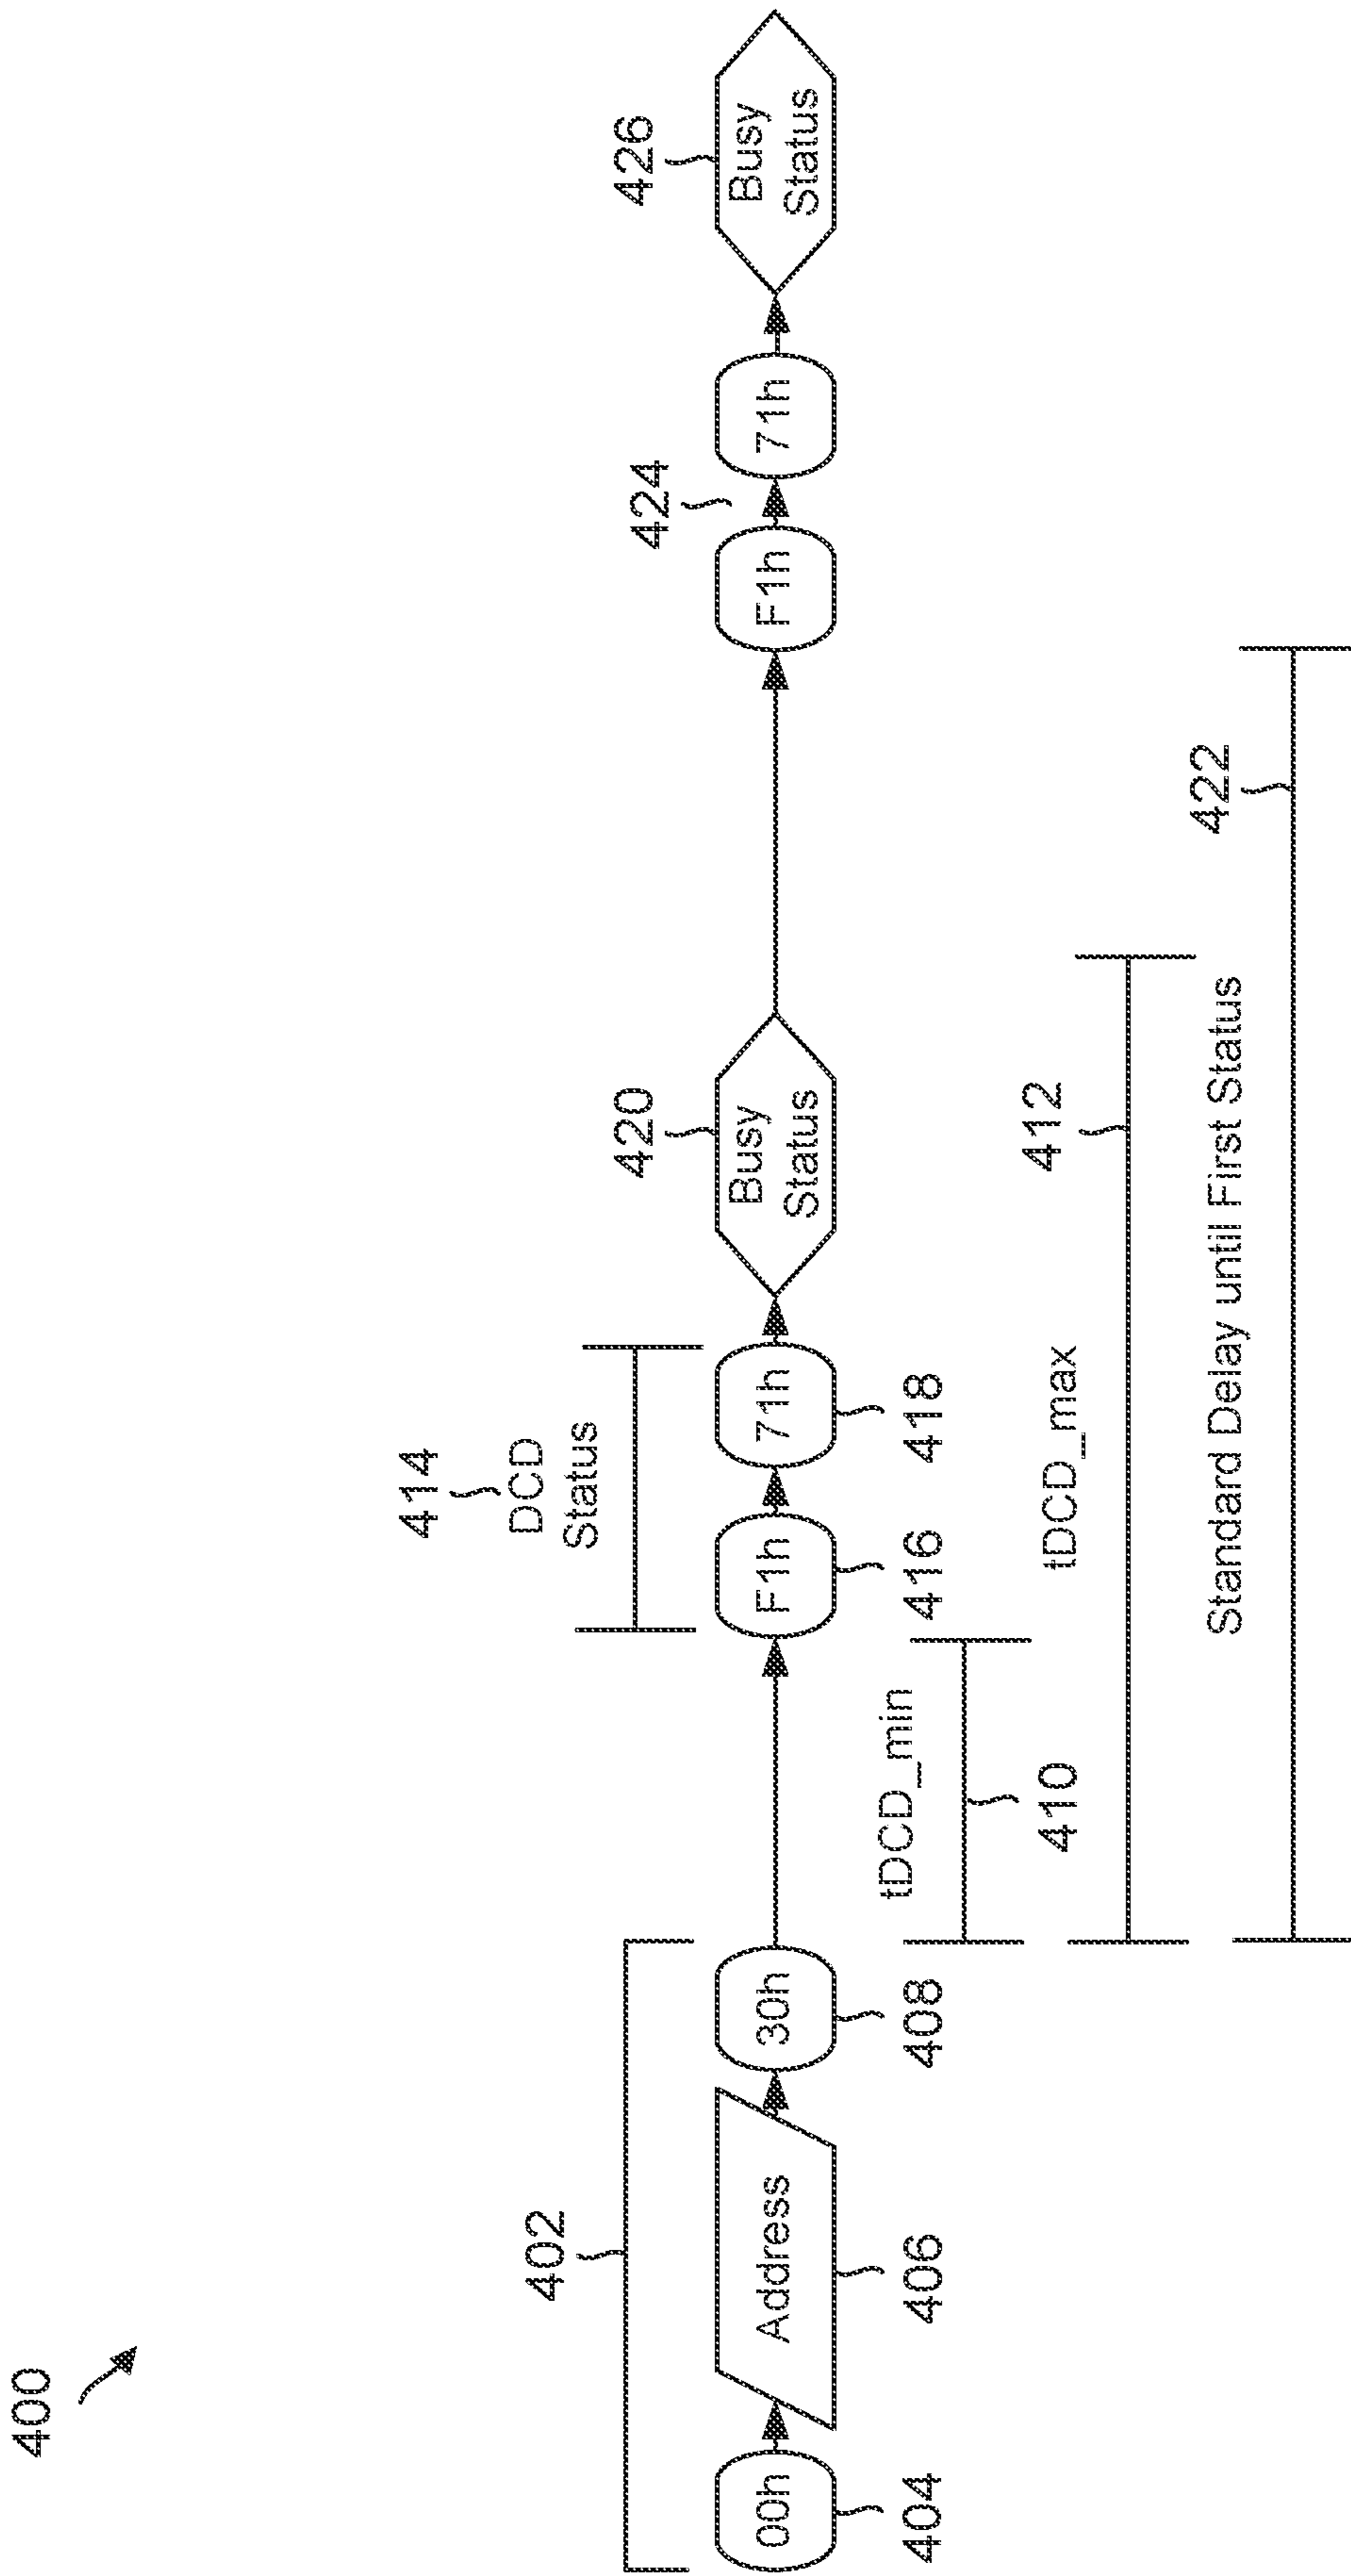 400
402
00h
404
Address
406
30h
408
tDCD_min
410
414
DCD
Status
F1h
416
71h
418
420
Busy
Status
tDCD_max
412
Standard Delay until First Status
422
F1h
424
71h
426
Busy
Status